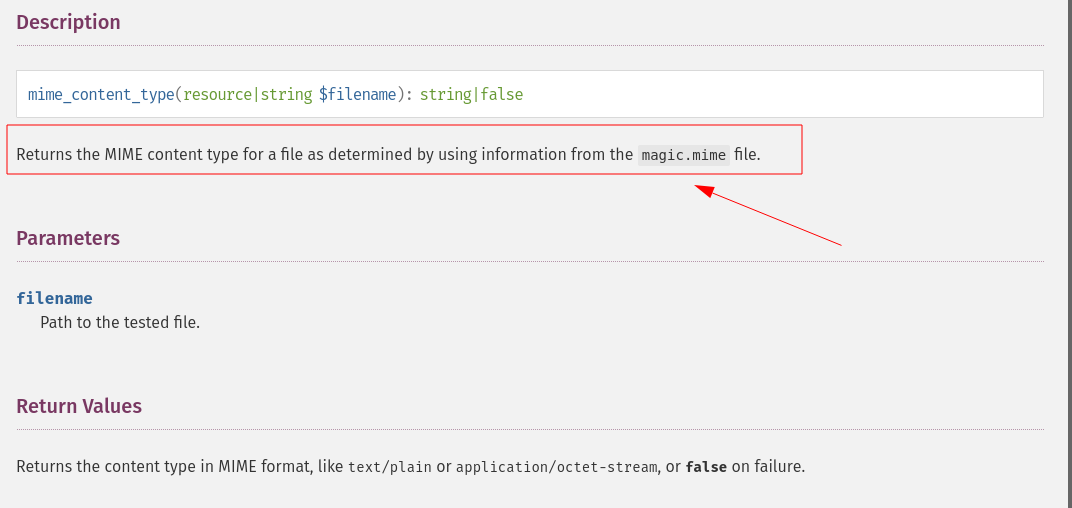 Description
mime_content_type(resource|string $filename): string|false
Returns the MIME content type for a file as determined by using information from the magic.mime file.
Parameters
filename
Path to the tested file.
Return Values
Returns the content type in MIME format, like text/plain or application/octet-stream, or false on failure.